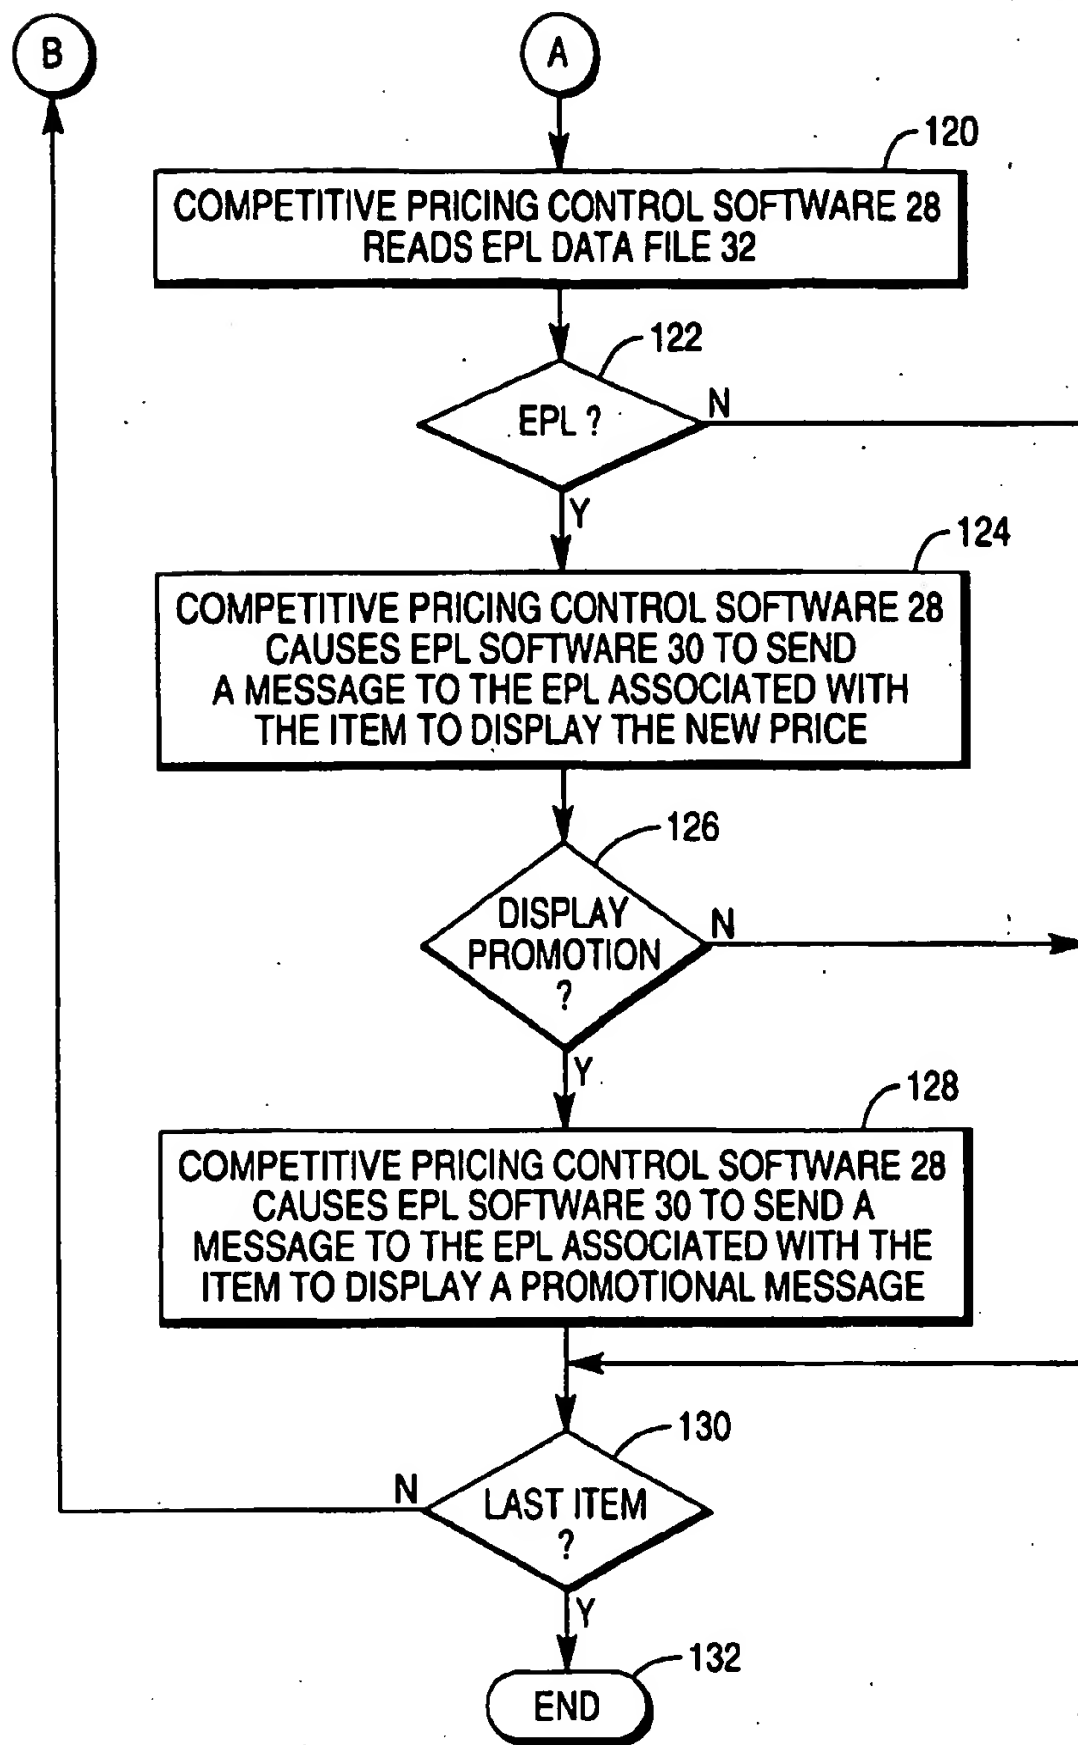 B
A
120
COMPETITIVE PRICING CONTROL SOFTWARE 28
READS EPL DATA FILE 32
122
EPL ?
N
Y
124
COMPETITIVE PRICING CONTROL SOFTWARE 28
CAUSES EPL SOFTWARE 30 TO SEND
A MESSAGE TO THE EPL ASSOCIATED WITH
THE ITEM TO DISPLAY THE NEW PRICE
126
DISPLAY
PROMOTION
?
N
Y
128
COMPETITIVE PRICING CONTROL SOFTWARE 28
CAUSES EPL SOFTWARE 30 TO SEND A
MESSAGE TO THE EPL ASSOCIATED WITH THE
ITEM TO DISPLAY A PROMOTIONAL MESSAGE
130
N
LAST ITEM
?
Y
132
END